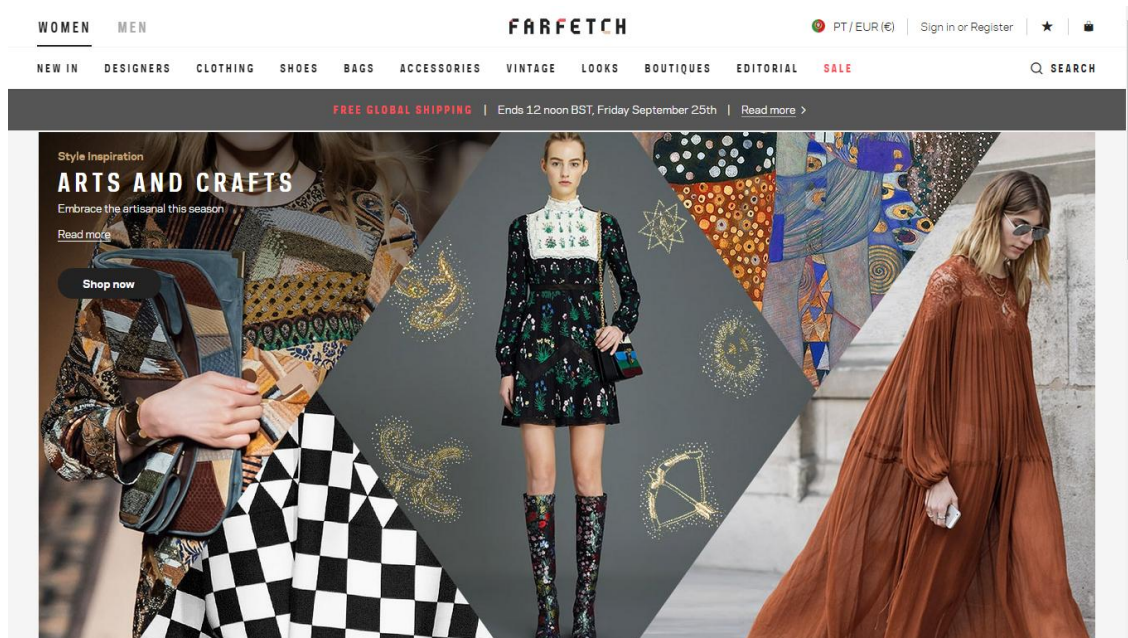 WOMEN MEN FARFETCH PT / EUR (€) Sign in or Register
NEW IN DESIGNERS CLOTHING SHOES BAGS ACCESSORIES VINTAGE LOOKS BOUTIQUES EDITORIAL SALE SEARCH
FREE GLOBAL SHIPPING | Ends 12 noon BST, Friday September 25th | Read more >
Style Inspiration
ARTS AND CRAFTS
Embrace the artisanal this season
Read more
Shop now